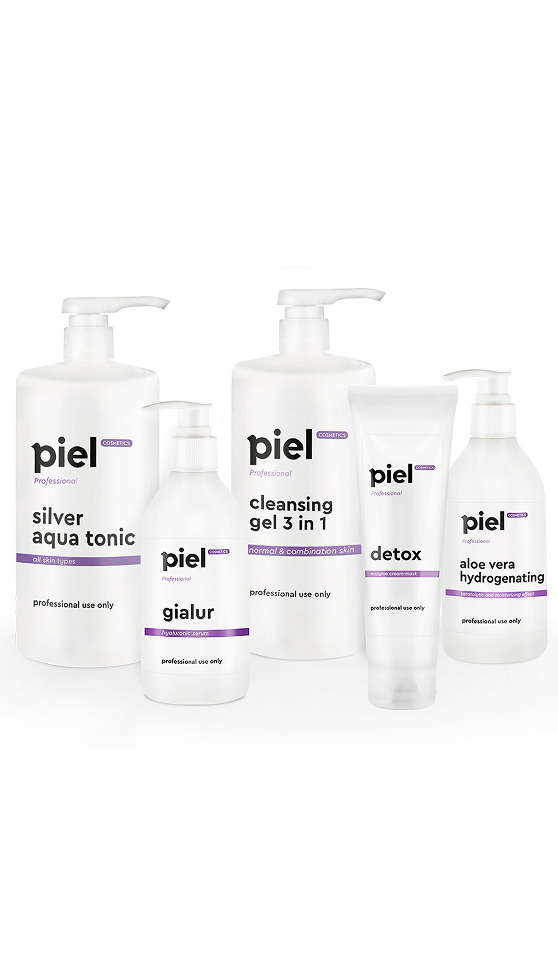 piel COSMETICS
Professional
silver
aqua tonic
all skin types
professional use only
piel COSMETICS
Professional
gialur
hyaluronic serum
professional use only
piel COSMETICS
Professional
cleansing
gel 3 in 1
normal & combination skin
professional use only
piel COSMETICS
Professional
detox
enzyme cream-mask
professional use only
piel COSMETICS
Professional
aloe vera
hydrogenating
keratolytic and moisturizing effect
professional use only